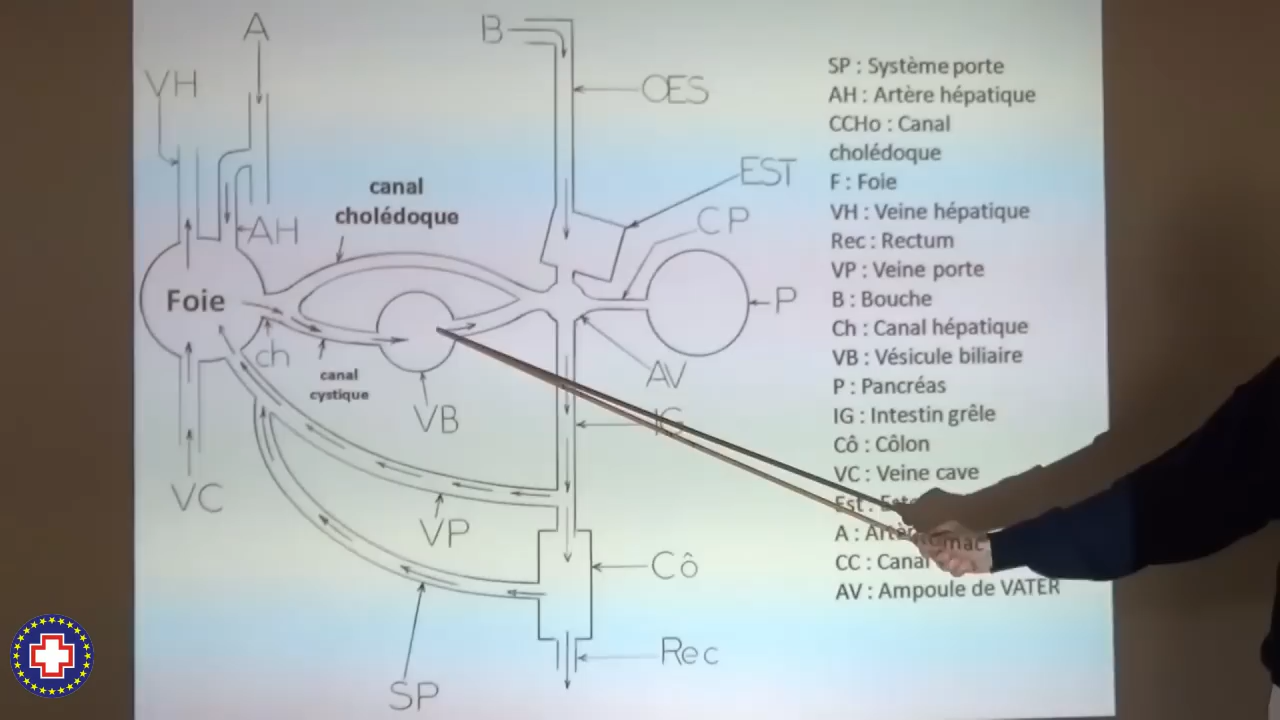 A
B
VH
OES
EST
canal
cholédoque
CP
AH
Foie
P
ch
canal
cystique
AV
VB
IG
VC
VP
Cô
Rec
SP
SP : Système porte
AH : Artère hépatique
CCHo : Canal
cholédoque
F : Foie
VH : Veine hépatique
Rec : Rectum
VP : Veine porte
B : Bouche
Ch : Canal hépatique
VB : Vésicule biliaire
P : Pancréas
IG : Intestin grêle
Cô : Côlon
VC : Veine cave
Est :
A :
CC : Canal
AV : Ampoule de VATER